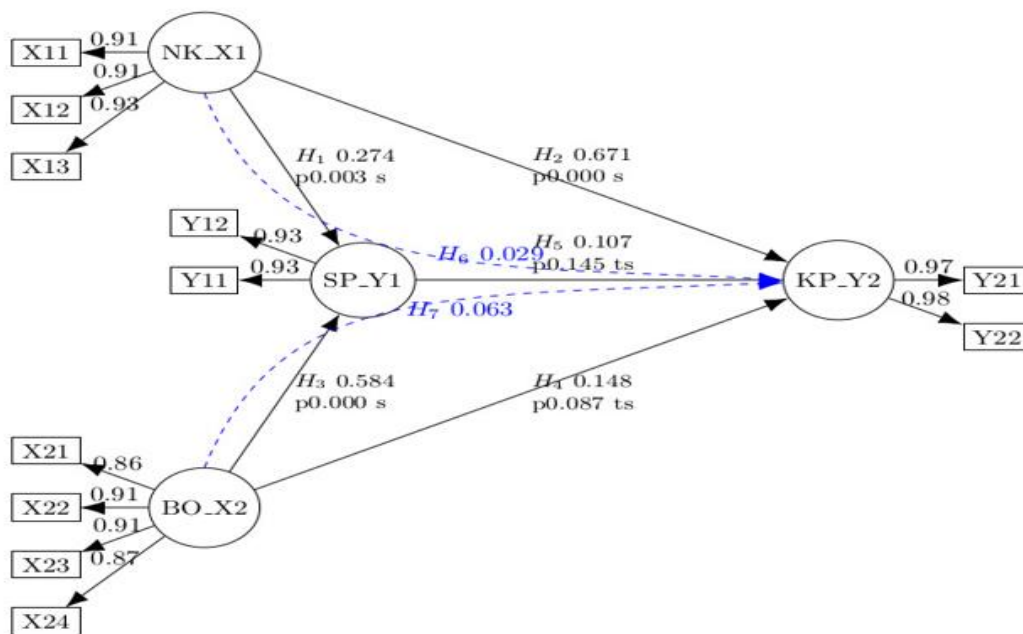 NK_X1
X11
0.91
X12
0.91
X13
0.93
H₁ 0.274
p0.003 s
H₂ 0.671
p0.000 s
Y12
0.93
Y11
0.93
SP_Y1
H₅ 0.107
p0.145 ts
H₆ 0.029
KP_Y2
0.97
Y21
0.98
Y22
H₇ 0.063
H₃ 0.584
p0.000 s
H₄ 0.148
p0.087 ts
X21
0.86
X22
0.91
BO_X2
X23
0.91
X24
0.87